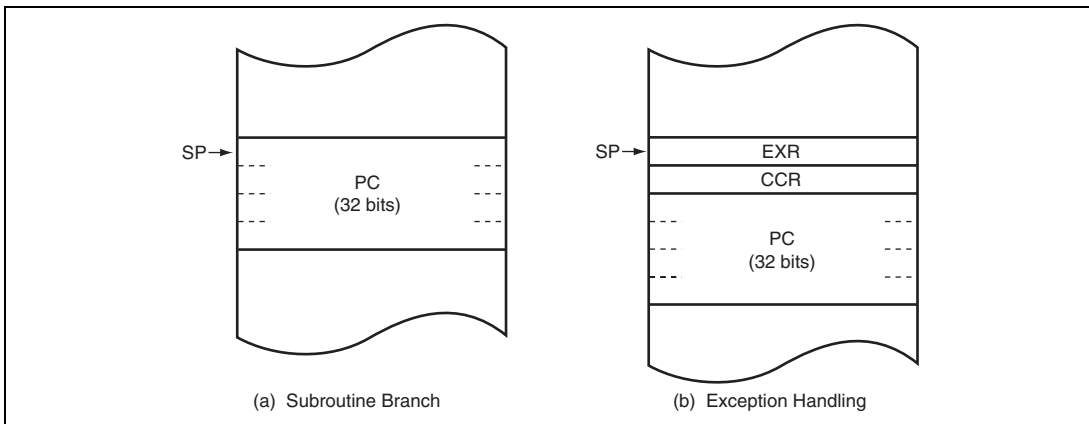 SP
PC
(32 bits)
(a) Subroutine Branch
SP
EXR
CCR
PC
(32 bits)
(b) Exception Handling